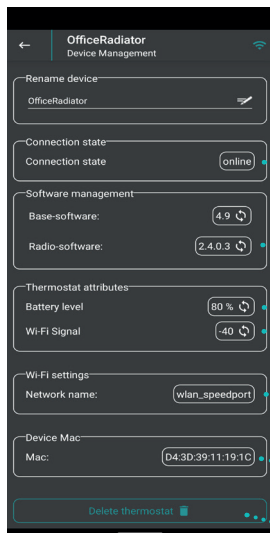 OfficeRadiator
Device Management
Rename device
OfficeRadiator
Connection state
Connection state online
Software management
Base-software: 4.9
Radio-software: 2.4.0.3
Thermostat attributes
Battery level 80 %
Wi-Fi Signal -40
Wi-Fi settings
Network name: wlan_speedport
Device Mac
Mac: D4:3D:39:11:19:1C
Delete thermostat